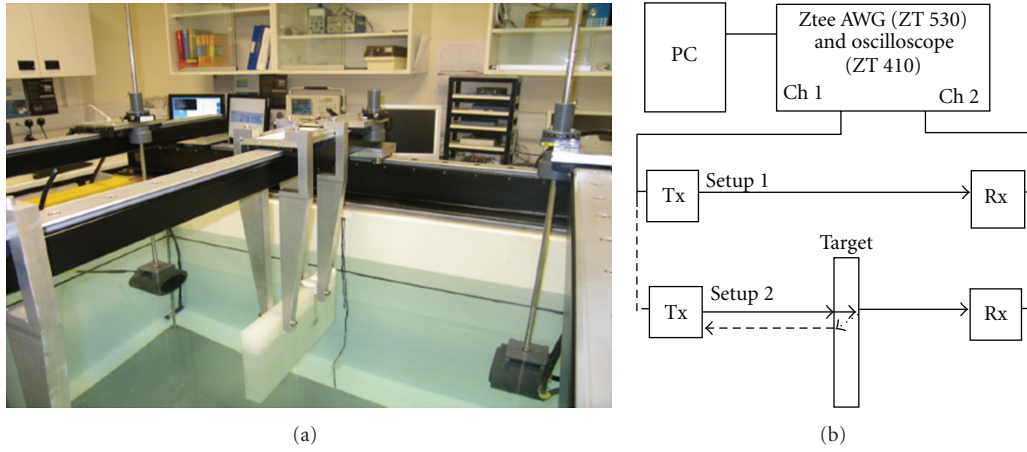 PC
Ztec AWG (ZT 530)
and oscilloscope
(ZT 410)
Ch 1
Ch 2
Tx
Setup 1
Rx
Target
Tx
Setup 2
Rx
(a)
(b)